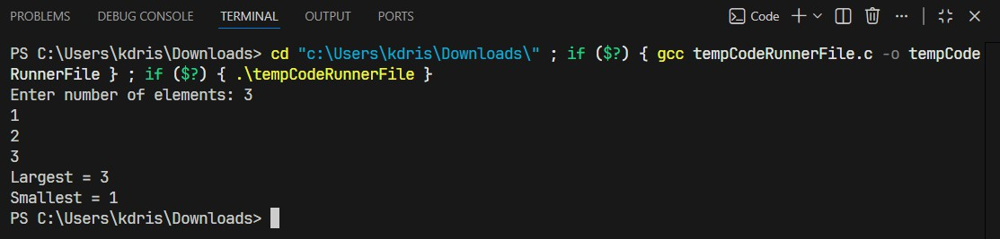 PROBLEMS DEBUG CONSOLE TERMINAL OUTPUT PORTS Code
PS C:\Users\kdris\Downloads> cd "c:\Users\kdris\Downloads\" ; if ($?) { gcc tempCodeRunnerFile.c -o tempCode
RunnerFile } ; if ($?) { .\tempCodeRunnerFile }
Enter number of elements: 3
1
2
3
Largest = 3
Smallest = 1
PS C:\Users\kdris\Downloads>